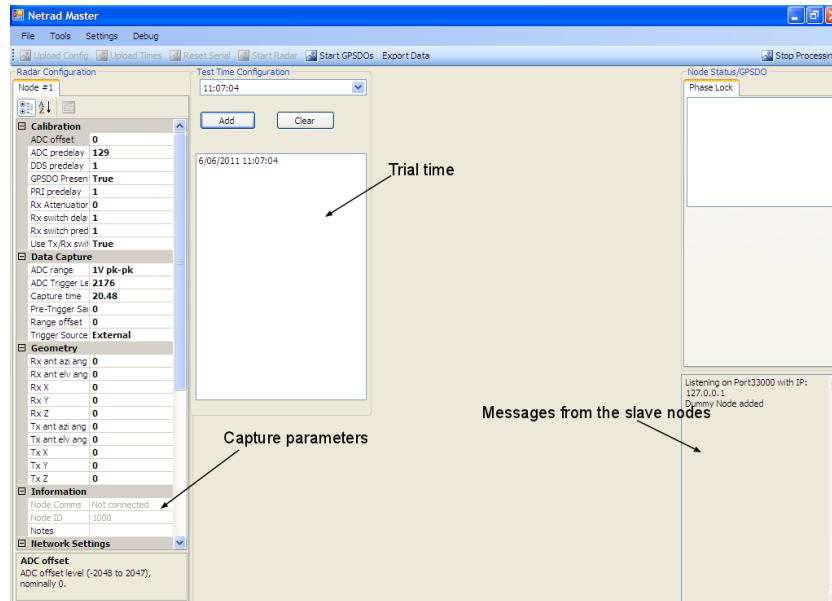 Netrad Master
File Tools Settings Debug
Upload Config Upload Times Reset Serial Start Radar Start GPSDOs Export Data Stop Processin
Radar Configuration
Node #1
Calibration
ADC offset 0
ADC predelay 129
DDS predelay 1
GPSDO Presen True
PRI predelay 1
Rx Attenuation 0
Rx switch dela 1
Rx switch pred 1
Use Tx/Rx swit True
Data Capture
ADC range 1V pk-pk
ADC Trigger Le 2176
Capture time 20.48
Pre-Trigger Sa 0
Range offset 0
Trigger Source External
Geometry
Rx ant azi ang 0
Rx ant elv ang 0
Rx X 0
Rx Y 0
Rx Z 0
Tx ant azi ang 0
Tx ant elv ang 0
Tx X 0
Tx Y 0
Tx Z 0
Information
Node Comms Not connected
Node ID 1000
Notes
Network Settings
ADC offset
ADC offset level (-2048 to 2047),
nominally 0.
Test Time Configuration
11:07:04
Add Clear
6/06/2011 11:07:04
Trial time
Capture parameters
Node Status/GPSDO
Phase Lock
Messages from the slave nodes
Listening on Port33000 with IP:
127.0.0.1
Dummy Node added